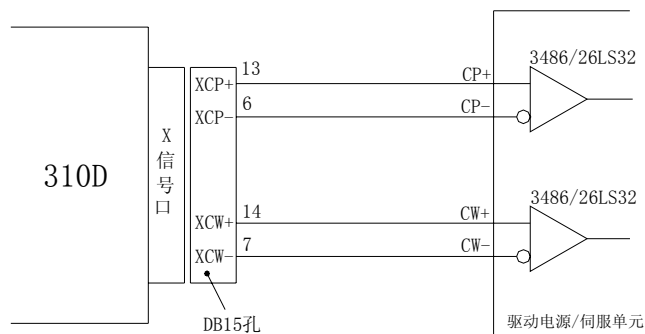 310D
X
信
号
口
XCP+
13
XCP-
6
XCW+
14
XCW-
7
DB15孔
CP+
CP-
CW+
CW-
3486/26LS32
3486/26LS32
驱动电源/伺服单元